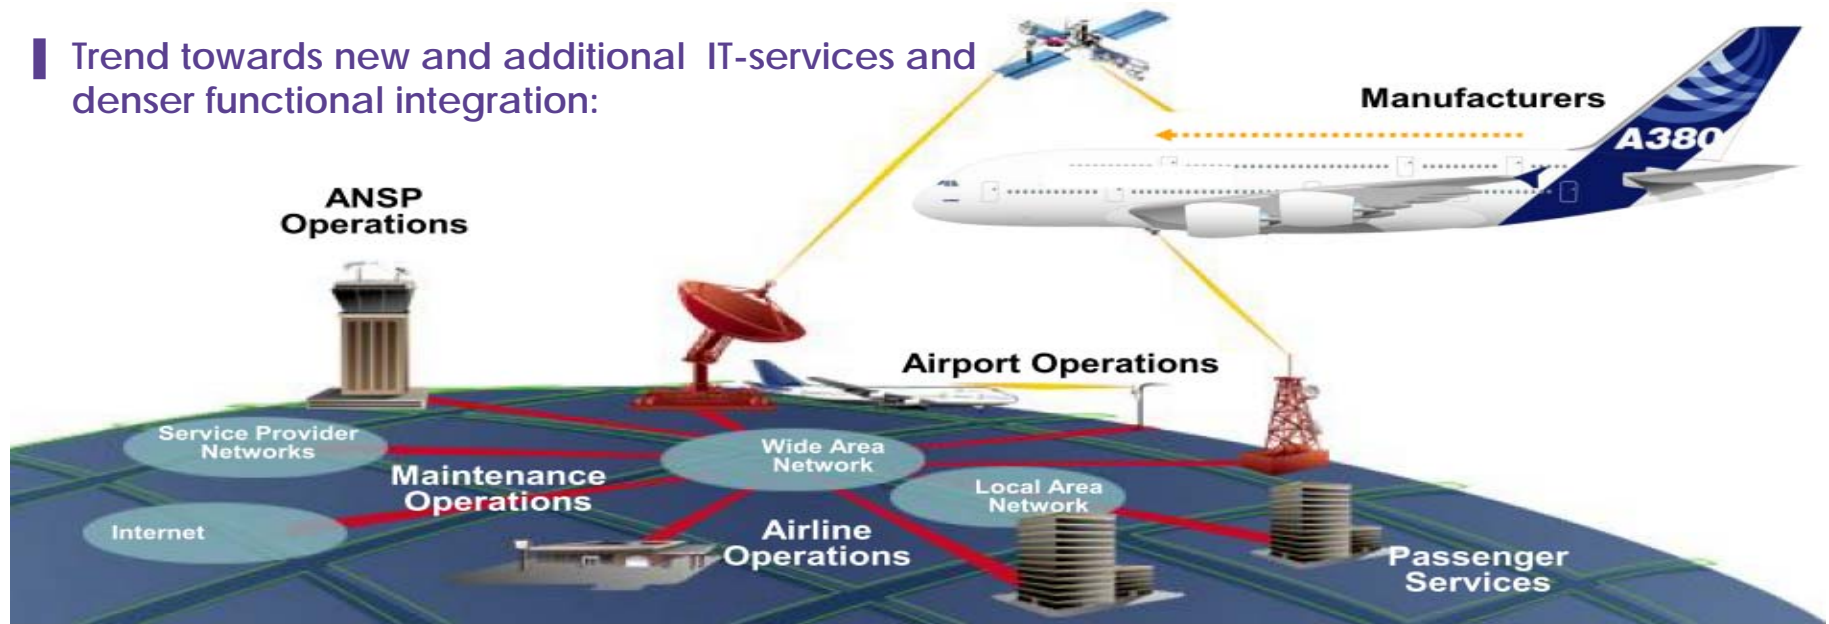 Trend towards new and additional IT-services and
denser functional integration:
Manufacturers
A380
ANSP
Operations
Airport Operations
Service Provider
Networks
Wide Area
Network
Maintenance
Operations
Local Area
Network
Internet
Airline
Operations
Passenger
Services